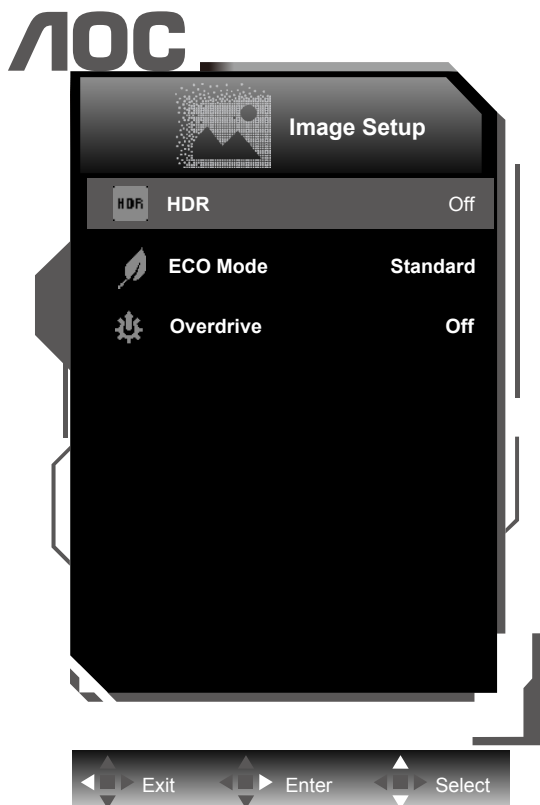 AOC
Image Setup
HDR HDR Off
ECO Mode Standard
Overdrive Off
Exit Enter Select